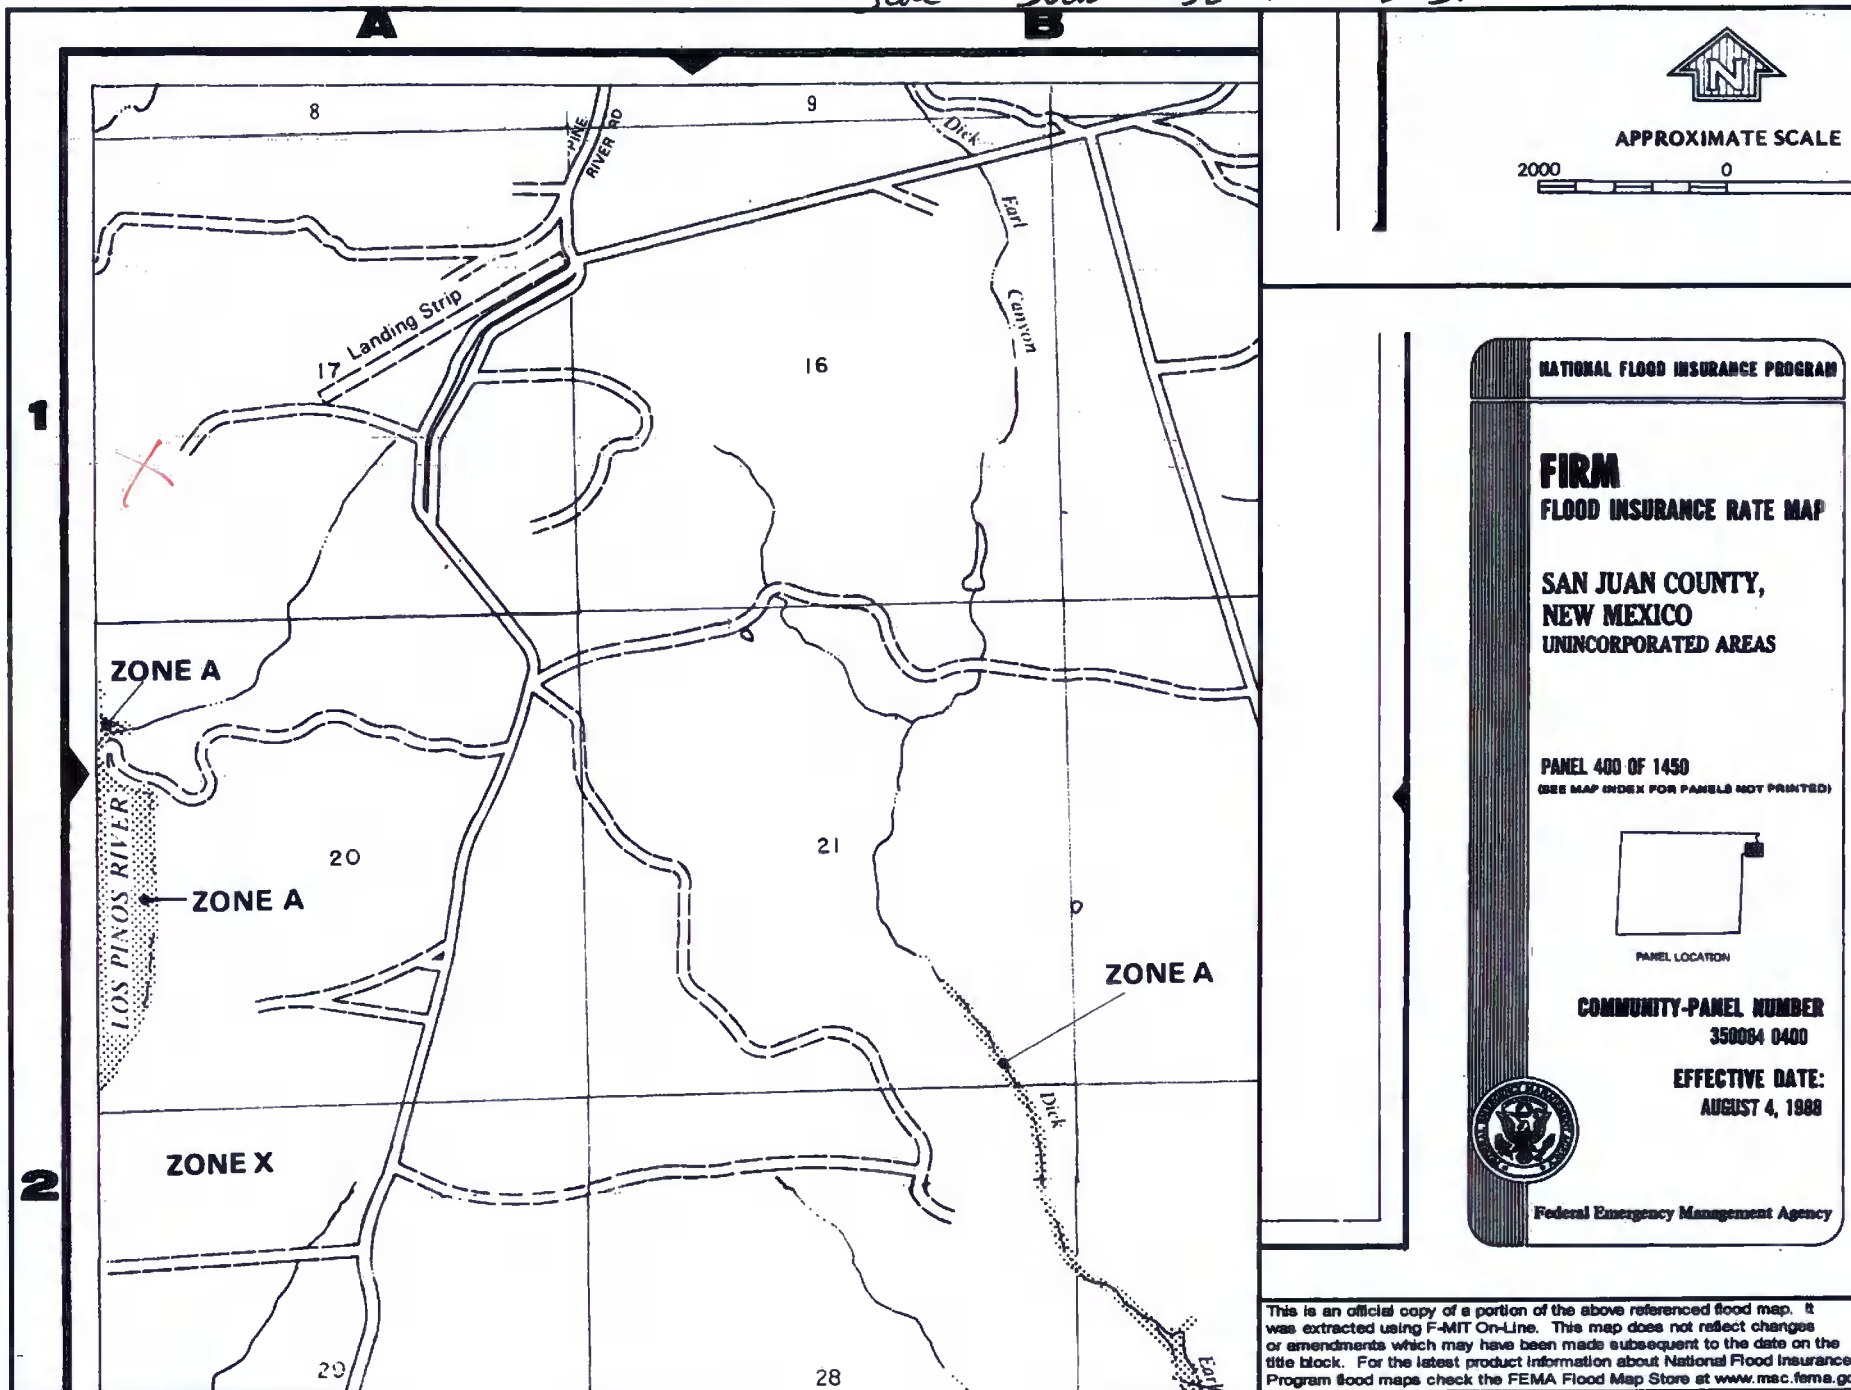 A
B
8
9
PINE
RIVER RD
Dick
Earl
Canyon
Landing Strip
17
16
1
ZONE A
LOS PINOS RIVER
20
21
ZONE A
ZONE A
Dick
ZONE X
2
29
28
Earl
N
APPROXIMATE SCALE
2000 0
NATIONAL FLOOD INSURANCE PROGRAM
FIRM
FLOOD INSURANCE RATE MAP
SAN JUAN COUNTY,
NEW MEXICO
UNINCORPORATED AREAS
PANEL 400 OF 1450
(SEE MAP INDEX FOR PANELS NOT PRINTED)
PANEL LOCATION
COMMUNITY-PANEL NUMBER
350064 0400
EFFECTIVE DATE:
AUGUST 4, 1988
Federal Emergency Management Agency
This is an official copy of a portion of the above referenced flood map. It
was extracted using F-MIT On-Line. This map does not reflect changes
or amendments which may have been made subsequent to the date on the
title block. For the latest product information about National Flood Insurance
Program flood maps check the FEMA Flood Map Store at www.msc.fema.go